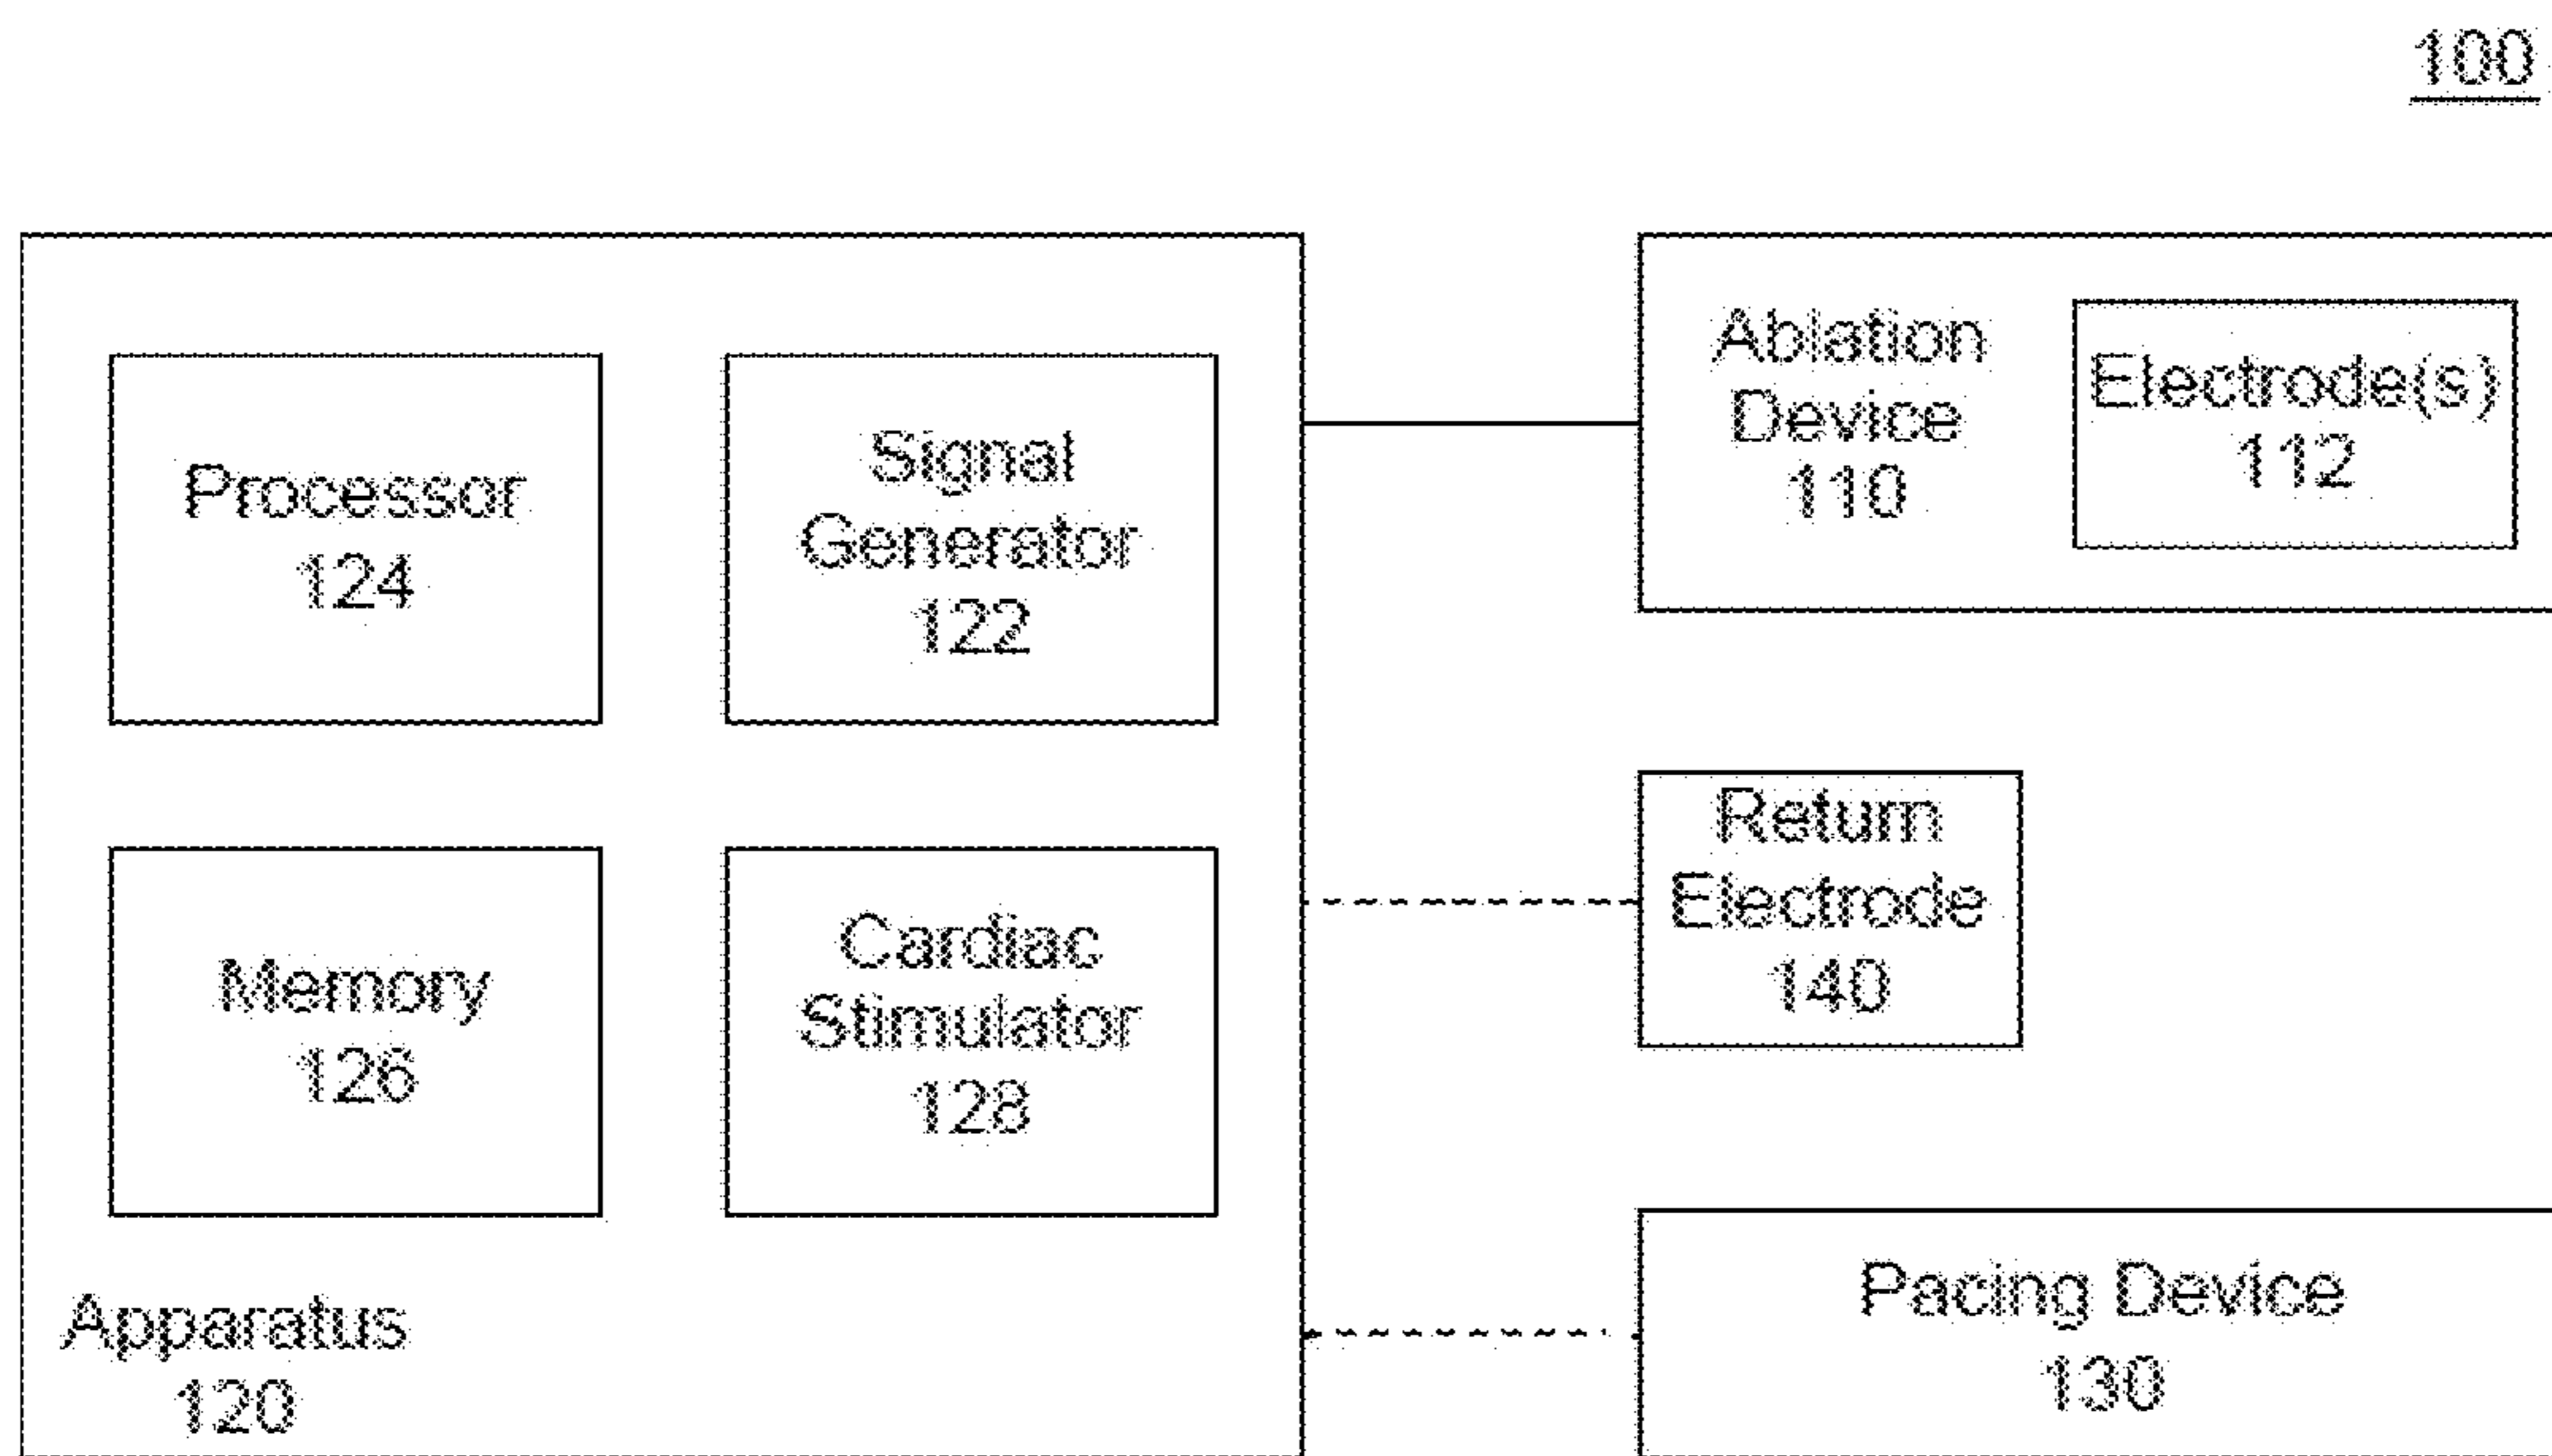 100
Processor
124
Signal
Generator
122
Ablation
Device
110
Electrode(s)
112
Memory
126
Cardiac
Stimulator
128
Return
Electrode
140
Apparatus
120
Pacing Device
130